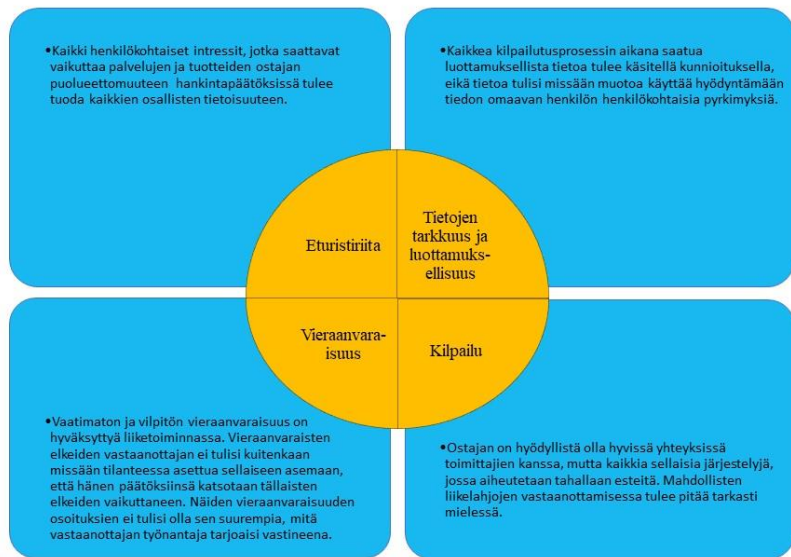 •Kaikki henkilökohtaiset intressit, jotka saattavat
vaikuttaa palvelujen ja tuotteiden ostajan
puolueettomuuteen hankintapäätöksissä tulee
tuoda kaikkien osallisten tietoisuuteen.
•Kaikkea kilpailutusprosessin aikana saatua
luottamuksellista tietoa tulee käsitellä kunnioituksella,
eikä tietoa tulisi missään muotoa käyttää hyödyntämään
tiedon omaavan henkilön henkilökohtaisia pyrkimyksiä.
Eturistiriita
Tietojen
tarkkuus ja
luottamuks-
ellisuus
Vieraanvara-
isuus
Kilpailu
•Vaatimaton ja vilpitön vieraanvaraisuus on
hyväksyttyä liiketoiminnassa. Vieraanvaraisten
elkeiden vastaanottajan ei tulisi kuitenkaan
missään tilanteessa asettua sellaiseen asemaan,
että hänen päätöksiinsä katsotaan tällaisten
elkeiden vaikuttaneen. Näiden vieraanvaraisuuden
osoituksien ei tulisi olla sen suurempia, mitä
vastaanottajan työnantaja tarjoaisi vastineena.
•Ostajan on hyödyllistä olla hyvissä yhteyksissä
toimittajien kanssa, mutta kaikkia sellaisia järjestelyjä,
jossa aiheutetaan tahallaan esteitä. Mahdollisten
liikelahjojen vastaanottamisessa tulee pitää tarkasti
mielessä.